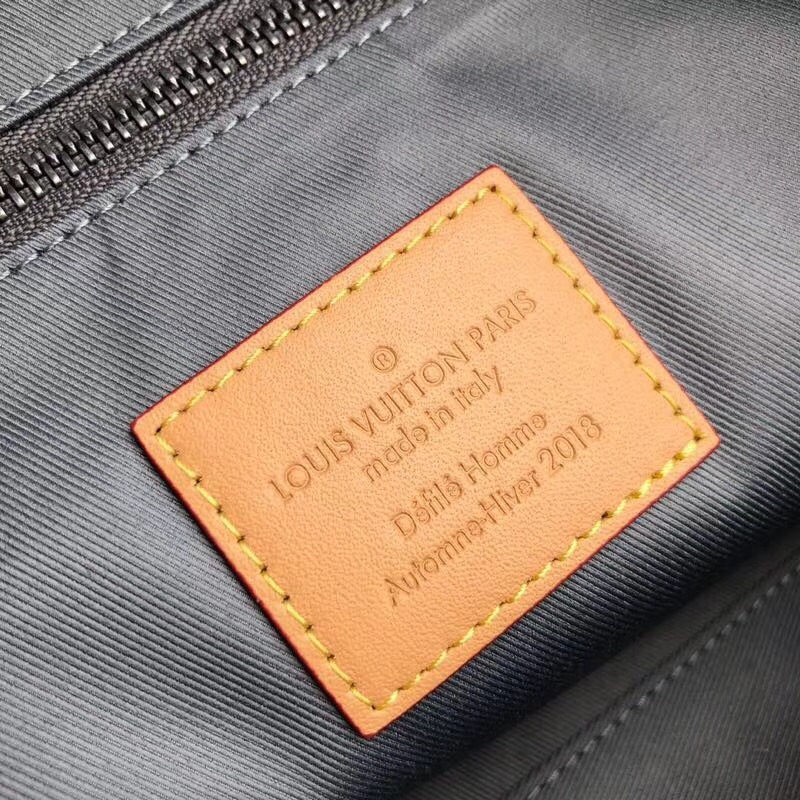 ®
LOUIS VUITTON PARIS
made in italy
Défilé Homme
Automne-Hiver 2018